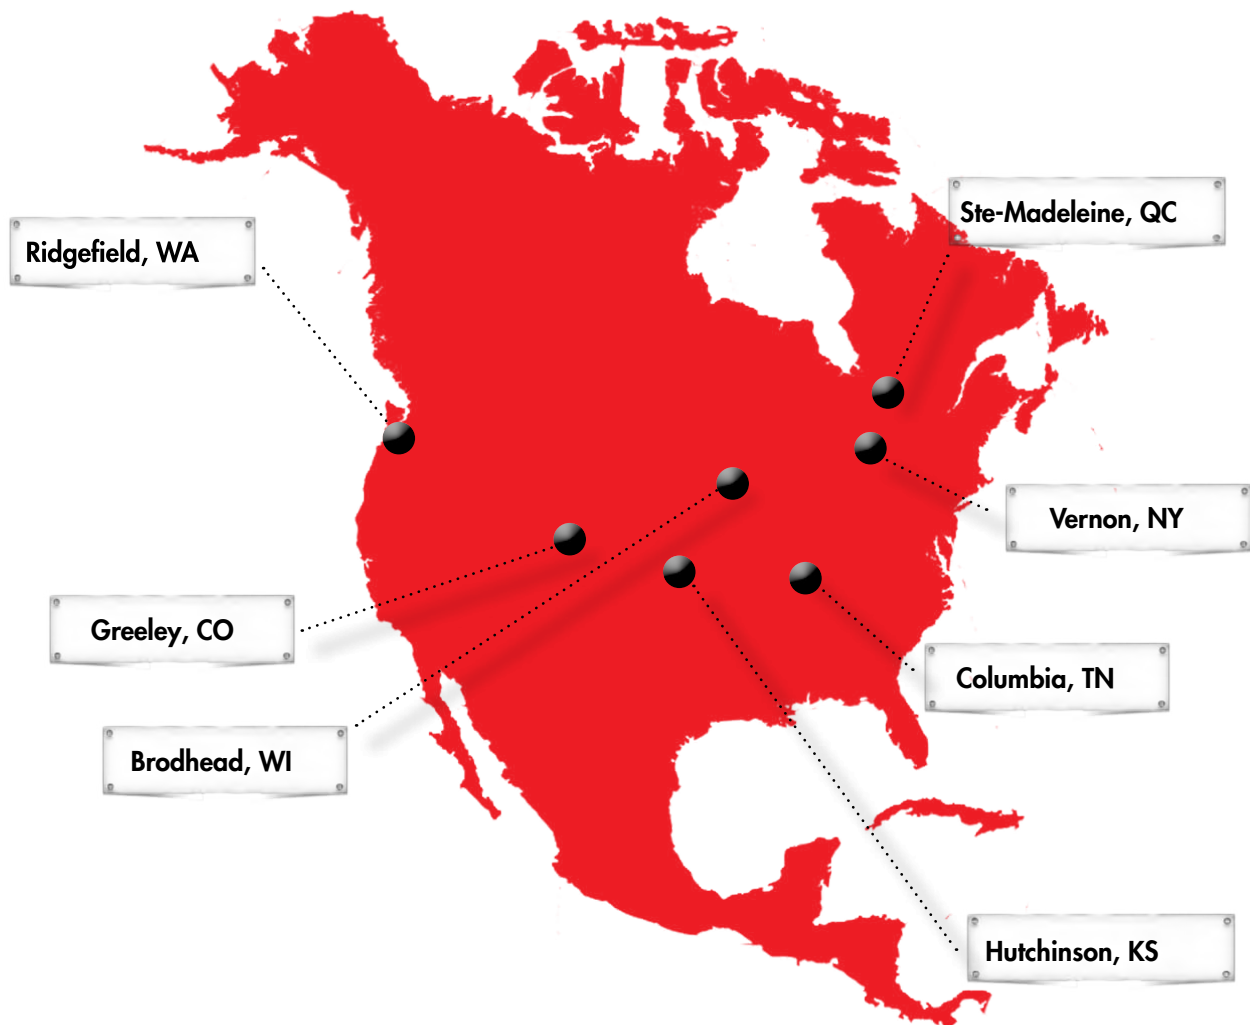 Ste-Madeleine, QC
Ridgefield, WA
Vernon, NY
Greeley, CO
Columbia, TN
Brodhead, WI
Hutchinson, KS